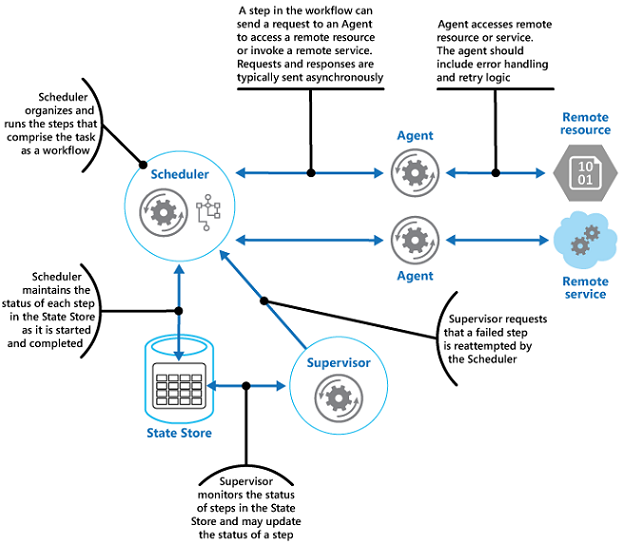 A step in the workflow can
send a request to an Agent
to access a remote resource
or invoke a remote service.
Requests and responses are
typically sent asynchronously
Agent accesses remote
resource or service.
The agent should
include error handling
and retry logic
Scheduler
organizes and
runs the steps that
comprise the task
as a workflow
Remote
resource
Agent
10
01
Scheduler
Agent
Remote
service
Scheduler
maintains the
status of each step
in the State Store
as it is started
and completed
Supervisor requests
that a failed step
is reattempted by
the Scheduler
Supervisor
State Store
Supervisor
monitors the status
of steps in the State
Store and may update
the status of a step